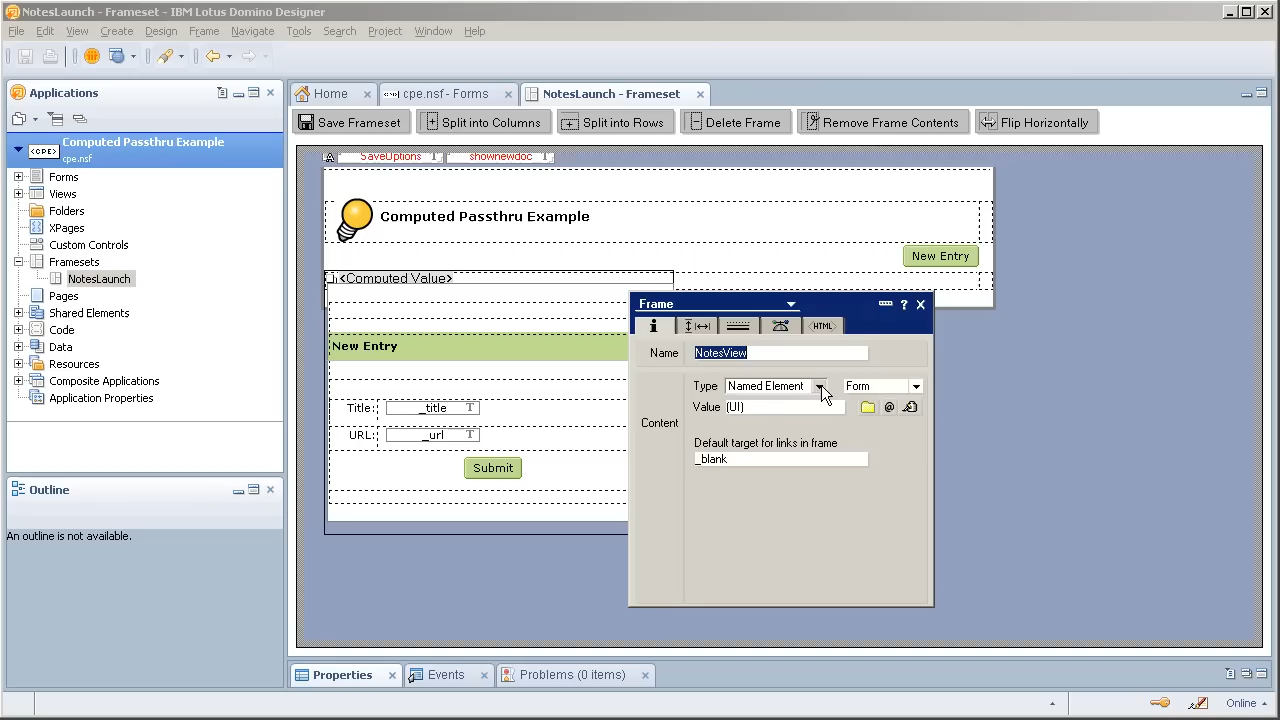 NotesLaunch - Frameset - IBM Lotus Domino Designer
File Edit View Create Design Frame Navigate Tools Search Project Window Help
Applications
Computed Passthru Example
cpe.nsf
<CPE>
Forms
Views
Folders
XPages
Custom Controls
Framesets
NotesLaunch
Pages
Shared Elements
Code
Data
Resources
Composite Applications
Application Properties
Outline
An outline is not available.
Home
cpe.nsf - Forms
NotesLaunch - Frameset
Save Frameset
Split into Columns
Split into Rows
Delete Frame
Remove Frame Contents
Flip Horizontally
A SaveOptions T shownewdoc T
Computed Passthru Example
New Entry
<Computed Value>
New Entry
Title: _title T
URL: _url T
Submit
Frame
HTML
Name NotesView
Type Named Element Form
Value (UI)
Content
Default target for links in frame
_blank
Properties
Events
Problems (0 items)
Online